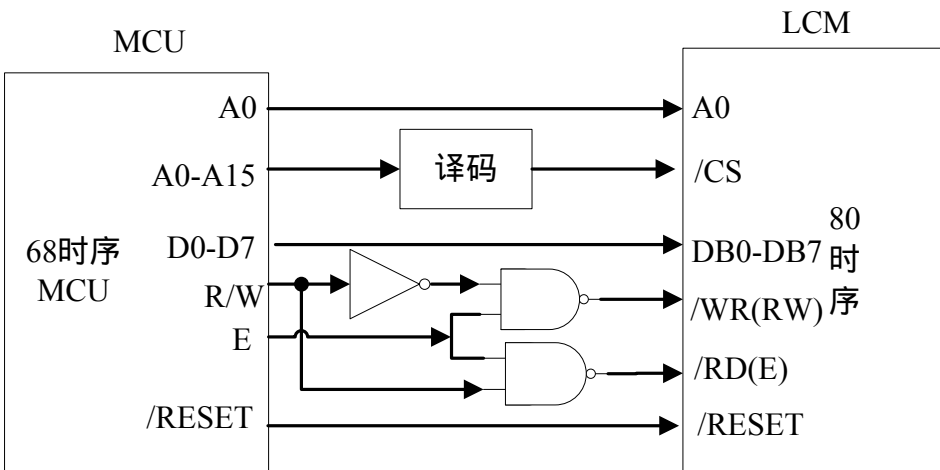 MCU
LCM
A0
A0
A0-A15
译码
/CS
D0-D7
DB0-DB7
68时序
MCU
80
时
序
R/W
/WR(RW)
E
/RD(E)
/RESET
/RESET